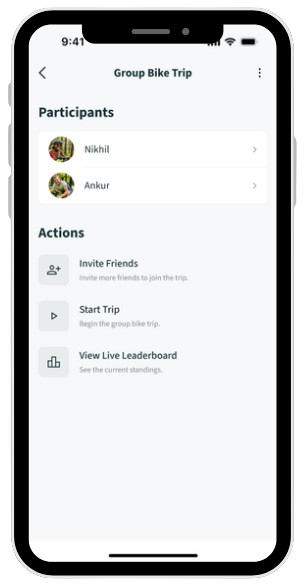 9:41
Group Bike Trip
Participants
Nikhil
Ankur
Actions
Invite Friends
Invite more friends to join the trip.
Start Trip
Begin the group bike trip.
View Live Leaderboard
See the current standings.